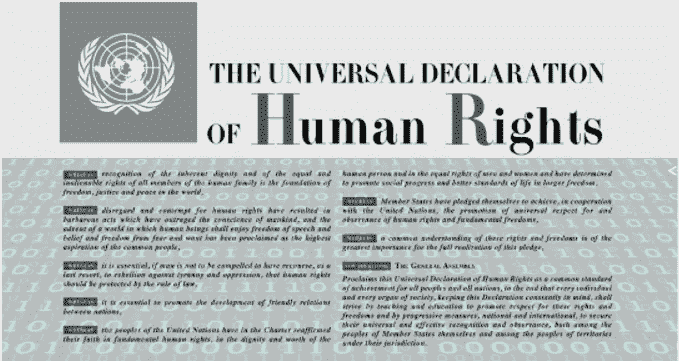 THE UNIVERSAL DECLARATION
OF Human Rights
recognition of the inherent dignity and of the equal and
inalienable rights of all members of the human family is the foundation of
freedom, justice and peace in the world,
disregard and contempt for human rights have resulted in
barbarous acts which have outraged the conscience of mankind, and the
advent of a world in which human beings shall enjoy freedom of speech and
belief and freedom from fear and want has been proclaimed as the highest
aspiration of the common people,
it is essential, if man is not to be compelled to have recourse, as a
last resort, to rebellion against tyranny and oppression, that human rights
should be protected by the rule of law,
it is essential to promote the development of friendly relations
between nations,
the peoples of the United Nations have in the Charter reaffirmed
their faith in fundamental human rights, in the dignity and worth of the
human person and in the equal rights of men and women and have determined
to promote social progress and better standards of life in larger freedom,
Member States have pledged themselves to achieve, in cooperation
with the United Nations, the promotion of universal respect for and
observance of human rights and fundamental freedoms,
a common understanding of these rights and freedoms is of the
greatest importance for the full realization of this pledge,
THE GENERAL ASSEMBLY
Proclaims this Universal Declaration of Human Rights as a common standard
of achievement for all peoples and all nations, to the end that every individual
and every organ of society, keeping this Declaration constantly in mind, shall
strive by teaching and education to promote respect for these rights and
freedoms and by progressive measures, national and international, to secure
their universal and effective recognition and observance, both among the
peoples of Member States themselves and among the peoples of territories
under their jurisdiction.